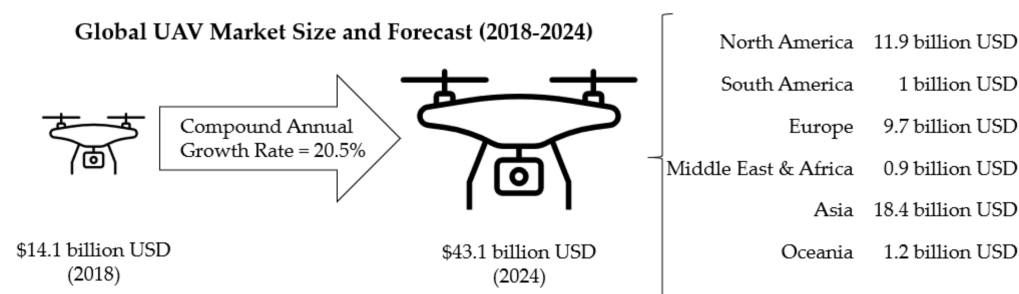 Global UAV Market Size and Forecast (2018-2024)
Compound Annual
Growth Rate = 20.5%
$14.1 billion USD
(2018)
$43.1 billion USD
(2024)
North America 11.9 billion USD
South America 1 billion USD
Europe 9.7 billion USD
Middle East & Africa 0.9 billion USD
Asia 18.4 billion USD
Oceania 1.2 billion USD